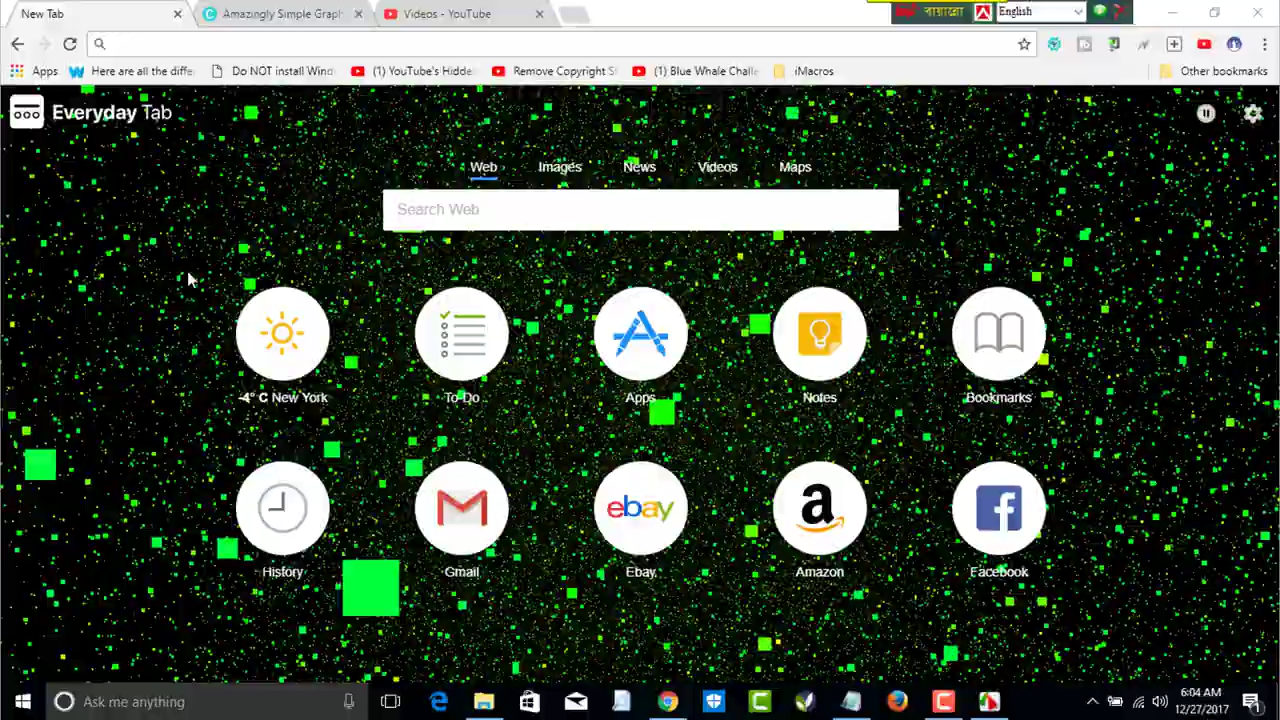 New Tab
Amazingly Simple Graph
Videos - YouTube
বায়ান্নো
English
Apps
Here are all the diffe
Do NOT install Wind
(1) YouTube's Hidde
Remove Copyright S
(1) Blue Whale Challe
iMacros
Other bookmarks
Everyday Tab
Web
Images
News
Videos
Maps
Search Web
-4° C New York
To-Do
Apps
Notes
Bookmarks
ebay
a
f
History
Gmail
Ebay
Amazon
Facebook
Ask me anything
6:04 AM
12/27/2017
1